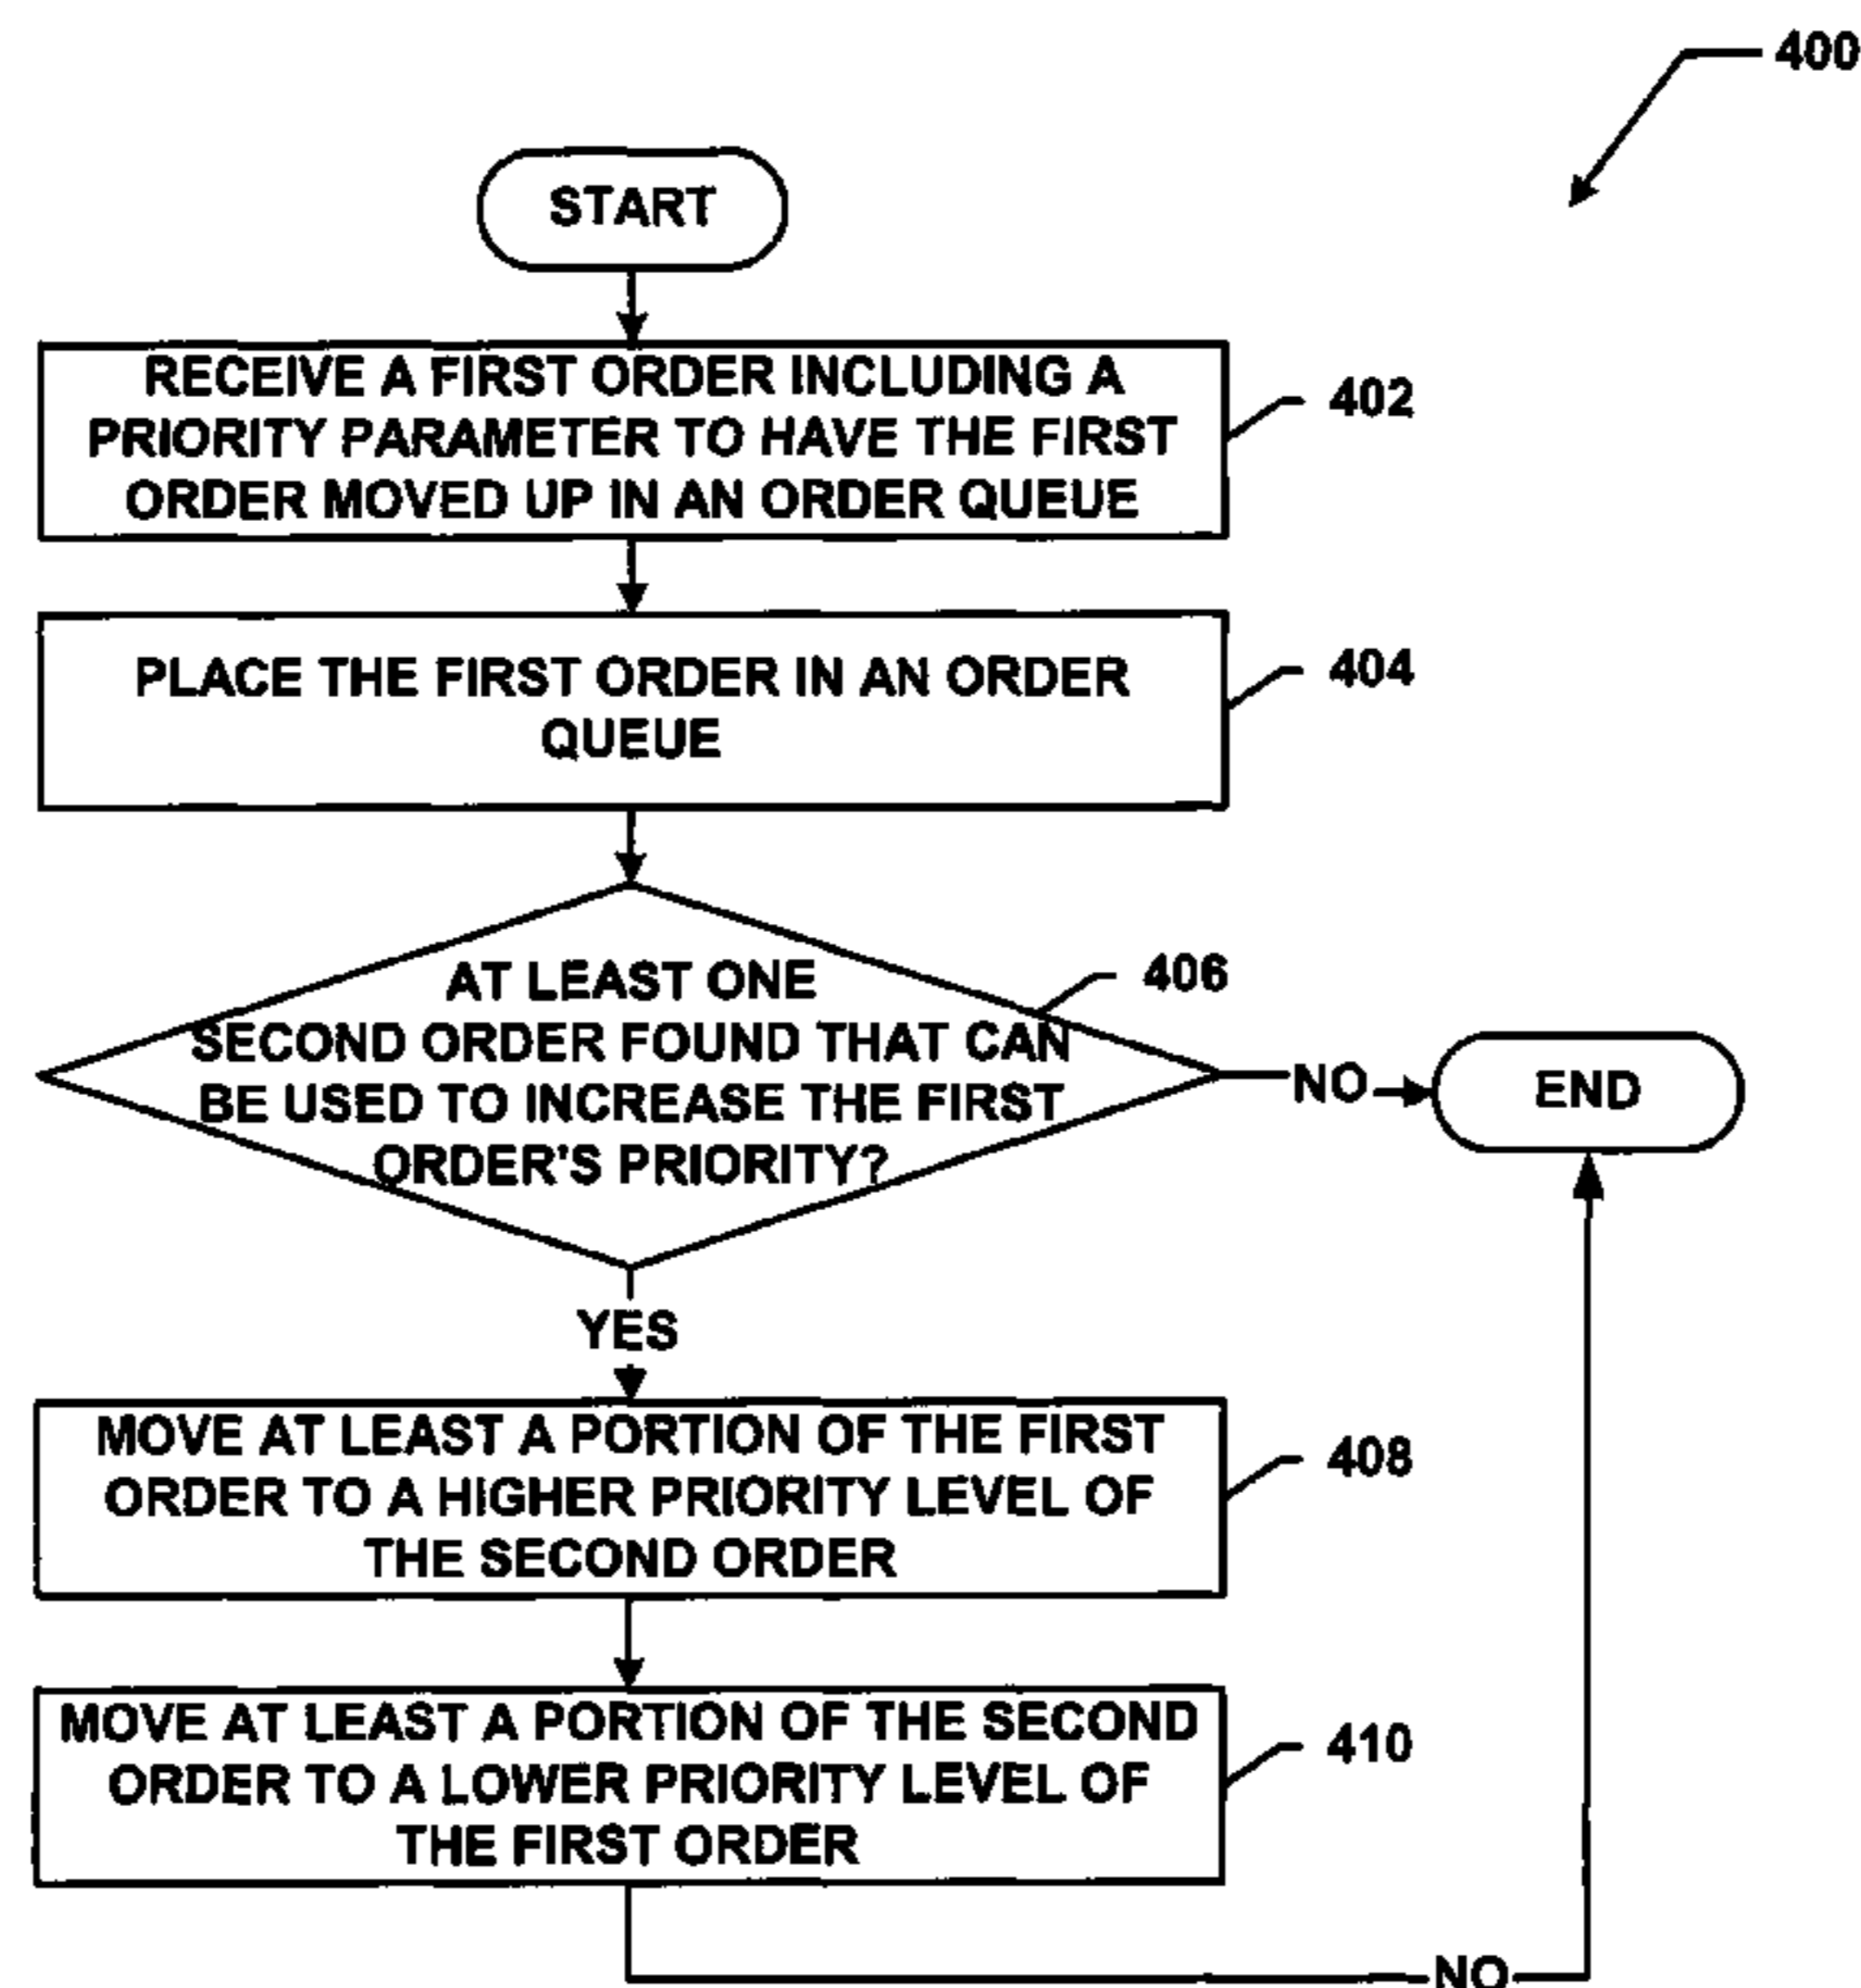 400
START
RECEIVE A FIRST ORDER INCLUDING A
PRIORITY PARAMETER TO HAVE THE FIRST
ORDER MOVED UP IN AN ORDER QUEUE
402
PLACE THE FIRST ORDER IN AN ORDER
QUEUE
404
AT LEAST ONE
SECOND ORDER FOUND THAT CAN
BE USED TO INCREASE THE FIRST
ORDER'S PRIORITY?
406
NO
END
YES
MOVE AT LEAST A PORTION OF THE FIRST
ORDER TO A HIGHER PRIORITY LEVEL OF
THE SECOND ORDER
408
MOVE AT LEAST A PORTION OF THE SECOND
ORDER TO A LOWER PRIORITY LEVEL OF
THE FIRST ORDER
410
NO